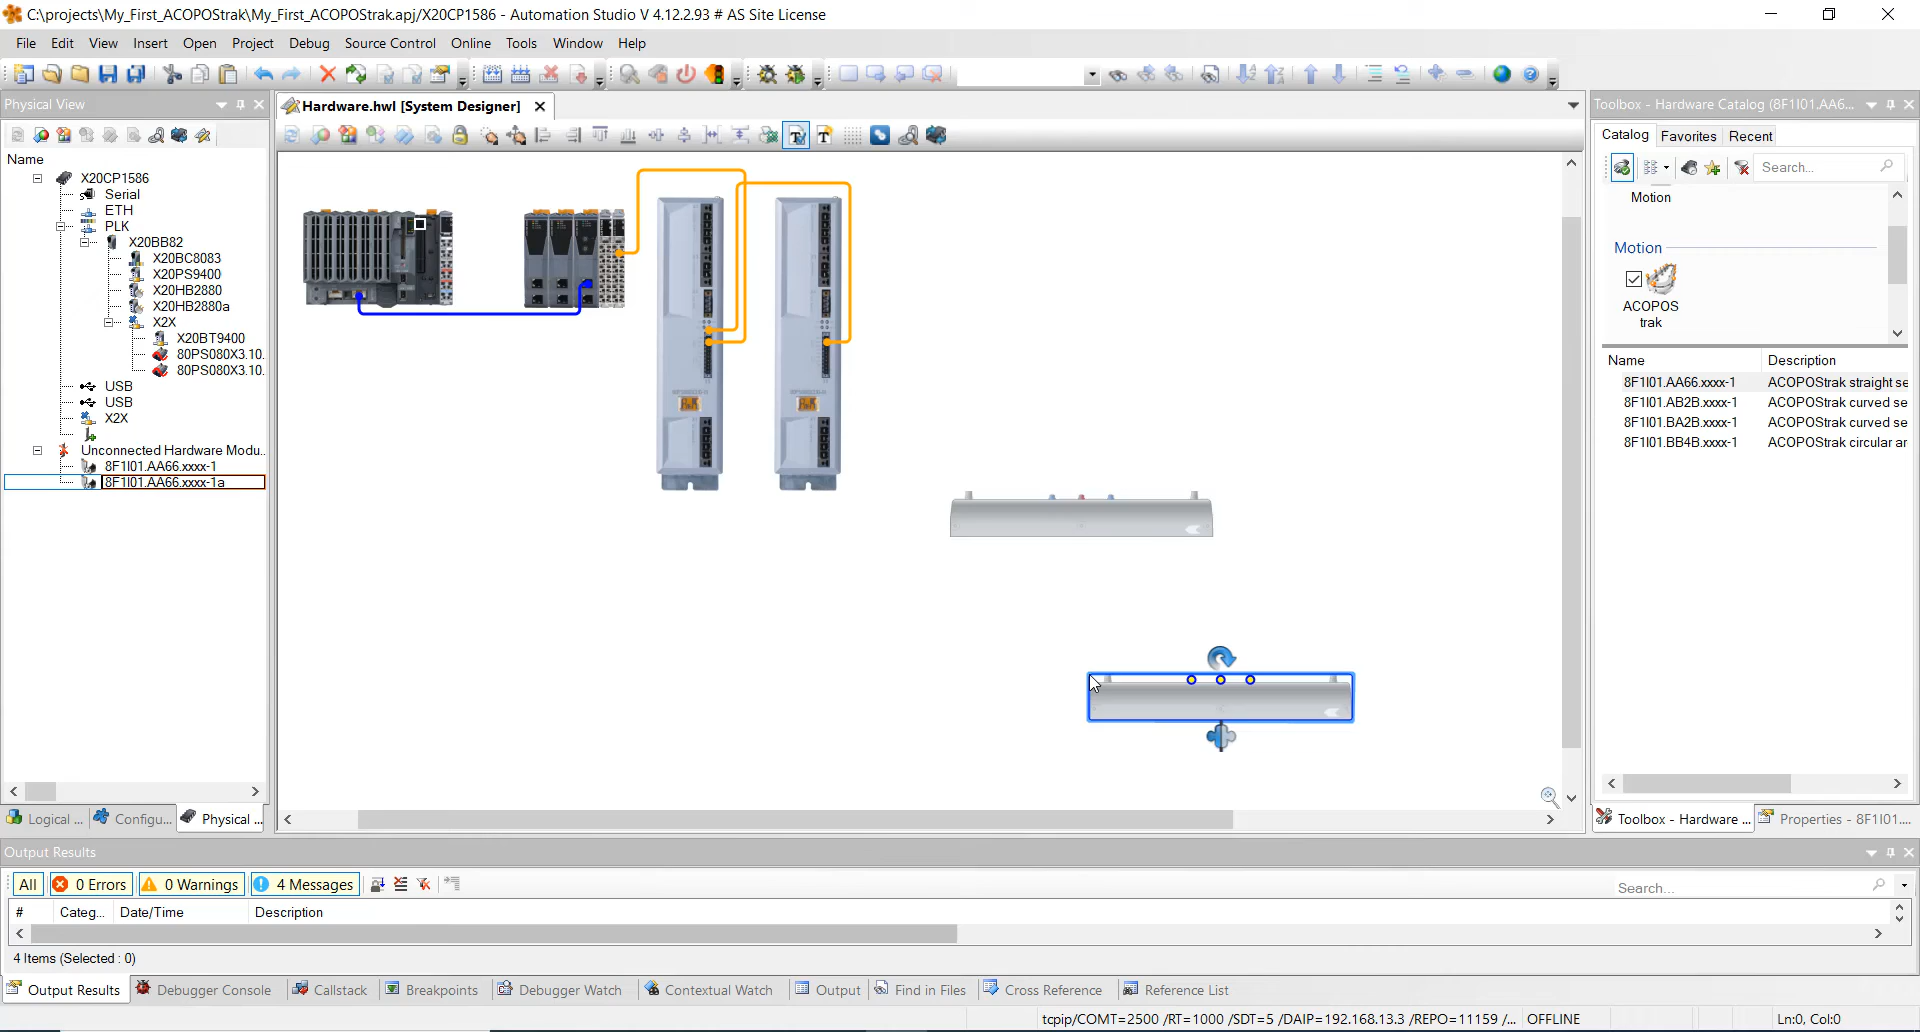 C:\projects\My_First_ACOPOStrak\My_First_ACOPOStrak.apj/X20CP1586 - Automation Studio V 4.12.2.93 # AS Site License
File Edit View Insert Open Project Debug Source Control Online Tools Window Help
Physical View
Hardware.hwl [System Designer]
Toolbox - Hardware Catalog (8F1I01.AA6...
Catalog Favorites Recent
Search...
Name
X20CP1586
Serial
ETH
PLK
X20BB82
X20BC8083
X20PS9400
X20HB2880
X20HB2880a
X2X
X20BT9400
80PS080X3.10.
80PS080X3.10.
USB
USB
X2X
Unconnected Hardware Modu..
8F1I01.AA66.xxxx-1
8F1I01.AA66.xxxx-1a
Motion
Motion
ACOPOS
trak
Name Description
8F1I01.AA66.xxxx-1 ACOPOStrak straight se
8F1I01.AB2B.xxxx-1 ACOPOStrak curved se
8F1I01.BA2B.xxxx-1 ACOPOStrak curved se
8F1I01.BB4B.xxxx-1 ACOPOStrak circular ar
Logical ... Configu... Physical ...
Toolbox - Hardware ... Properties - 8F1I01....
Output Results
All 0 Errors 0 Warnings 4 Messages
Search...
# Categ... Date/Time Description
4 Items (Selected : 0)
Output Results Debugger Console Callstack Breakpoints Debugger Watch Contextual Watch Output Find in Files Cross Reference Reference List
tcpip/COMT=2500 /RT=1000 /SDT=5 /DAIP=192.168.13.3 /REPO=11159 /... OFFLINE Ln:0, Col:0